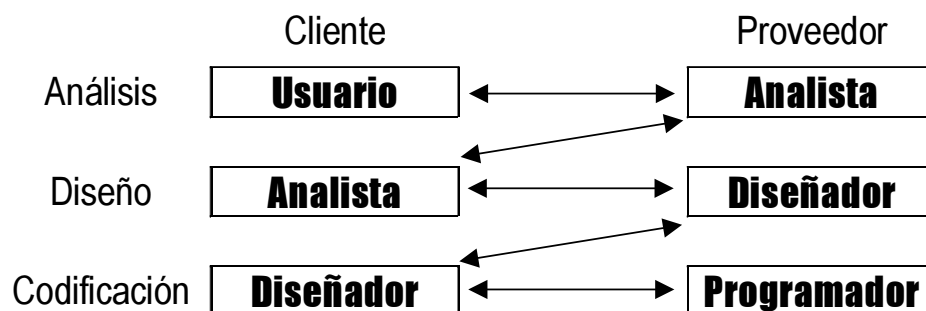 Cliente Proveedor
Análisis Usuario Analista
Diseño Analista Diseñador
Codificación Diseñador Programador